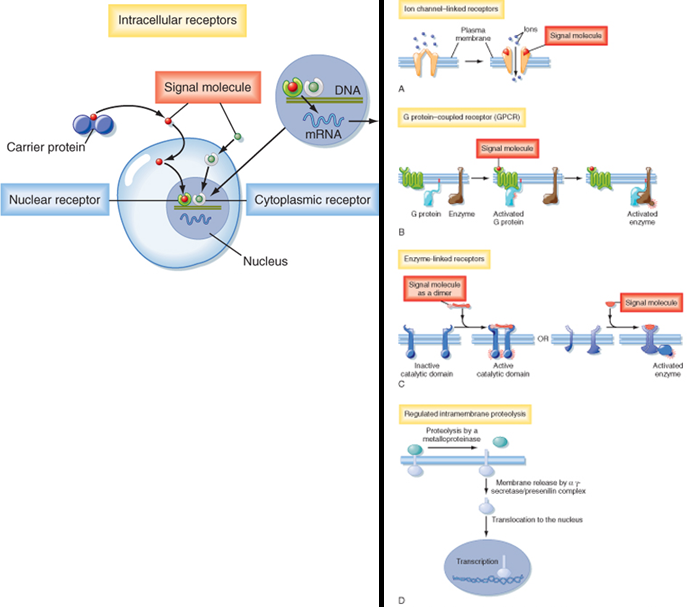 Intracellular receptors
Signal molecule
DNA
mRNA
Carrier protein
Nuclear receptor
Cytoplasmic receptor
Nucleus
Ion channel–linked receptors
Plasma
membrane
Ions
Signal molecule
A
G protein–coupled receptor (GPCR)
Signal molecule
G protein
Enzyme
Activated
G protein
Activated
enzyme
B
Enzyme-linked receptors
Signal molecule
as a dimer
Signal molecule
OR
Inactive
catalytic domain
Active
catalytic domain
Activated
enzyme
C
Regulated intramembrane proteolysis
Proteolysis by a
metalloproteinase
Membrane release by α γ-
secretase/presenilin complex
Translocation to the nucleus
Transcription
D